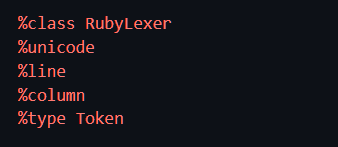 %class RubyLexer
%unicode
%line
%column
%type Token